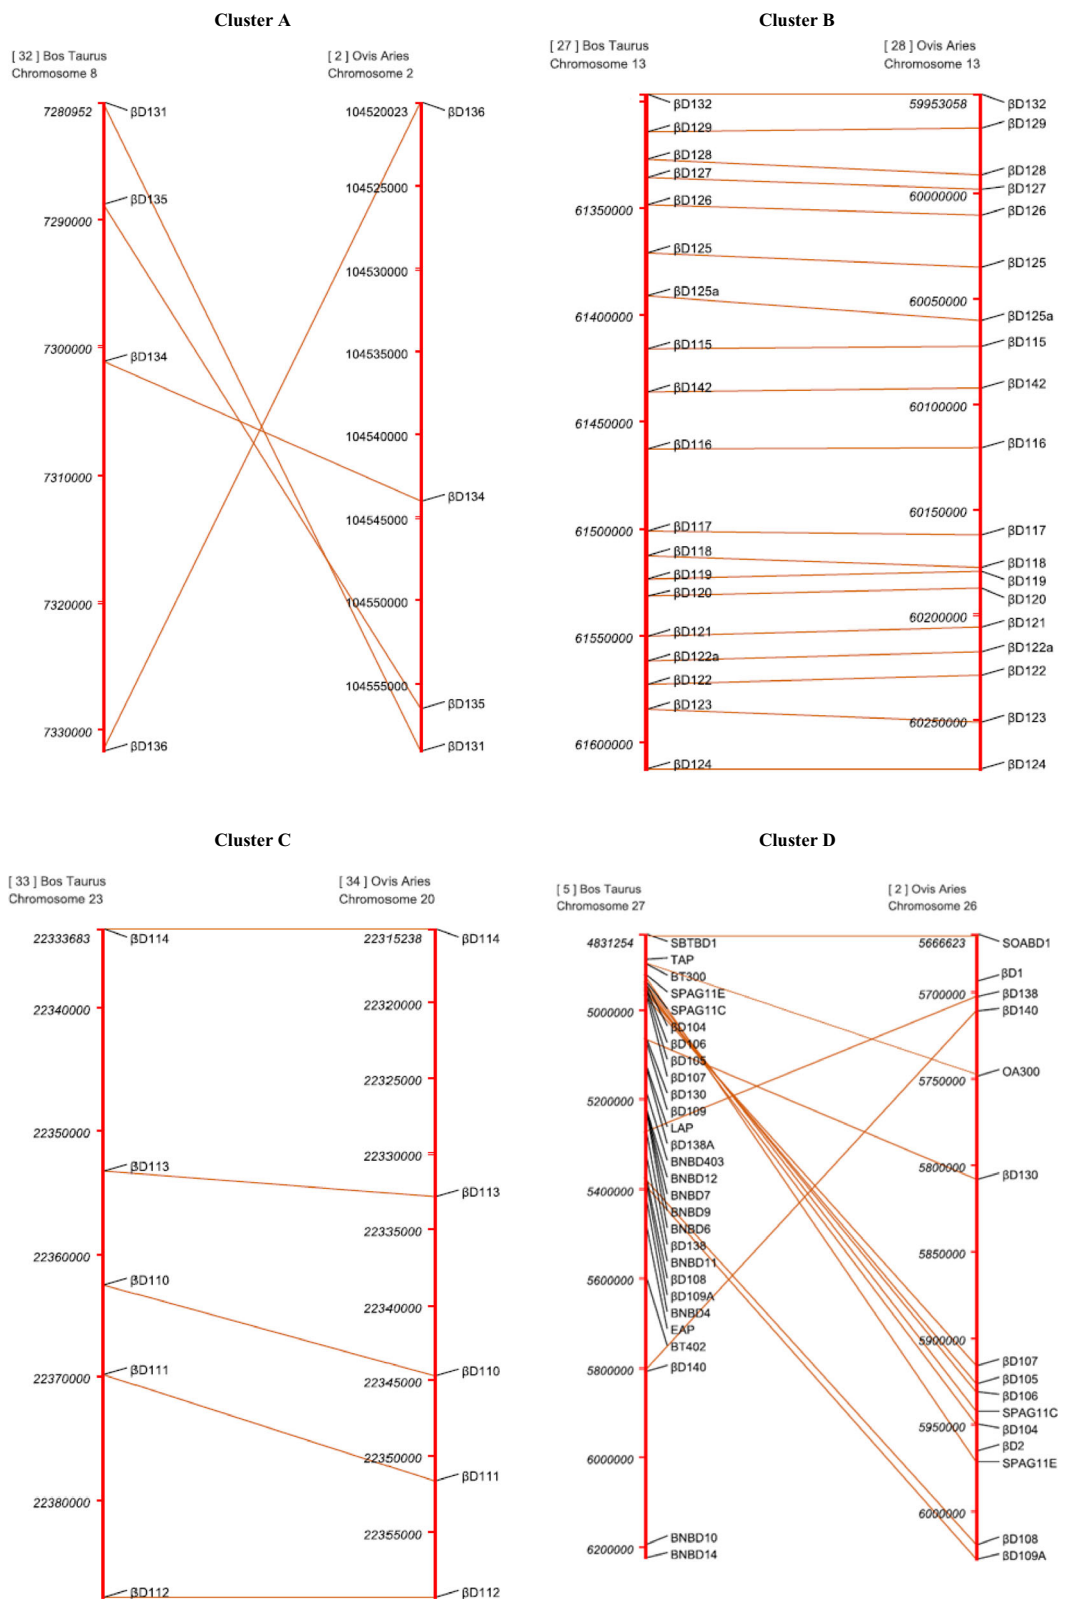 Cluster A
[ 32 ] Bos Taurus
Chromosome 8
[ 2 ] Ovis Aries
Chromosome 2
7280952
βD131
βD135
7290000
7300000
βD134
7310000
7320000
7330000
βD136
104520023
βD136
104525000
104530000
104535000
104540000
βD134
104545000
104550000
104555000
βD135
βD131
Cluster B
[ 27 ] Bos Taurus
Chromosome 13
[ 28 ] Ovis Aries
Chromosome 13
βD132
βD129
βD128
βD127
βD126
61350000
βD125
βD125a
61400000
βD115
βD142
61450000
βD116
61500000
βD117
βD118
βD119
βD120
61550000
βD121
βD122a
βD122
βD123
61600000
βD124
59953058
βD132
βD129
βD128
βD127
60000000
βD126
βD125
60050000
βD125a
βD115
βD142
60100000
βD116
60150000
βD117
βD118
βD119
βD120
60200000
βD121
βD122a
βD122
βD123
60250000
βD124
Cluster C
[ 33 ] Bos Taurus
Chromosome 23
[ 34 ] Ovis Aries
Chromosome 20
22333683
βD114
22340000
22350000
βD113
22360000
βD110
βD111
22370000
22380000
βD112
22315238
βD114
22320000
22325000
22330000
βD113
22335000
22340000
βD110
22345000
22350000
βD111
22355000
βD112
Cluster D
[ 5 ] Bos Taurus
Chromosome 27
[ 2 ] Ovis Aries
Chromosome 26
4831254
SBTBD1
TAP
BT300
SPAG11E
5000000
SPAG11C
βD104
βD106
βD105
βD107
βD130
5200000
βD109
LAP
βD138A
BNBD403
BNBD12
5400000
BNBD7
BNBD9
BNBD6
βD138
BNBD11
5600000
βD108
βD109A
BNBD4
EAP
BT402
5800000
βD140
6000000
BNBD10
6200000
BNBD14
5666623
SOABD1
βD1
5700000
βD138
βD140
OA300
5750000
5800000
βD130
5850000
5900000
βD107
βD105
βD106
SPAG11C
5950000
βD104
βD2
SPAG11E
6000000
βD108
βD109A